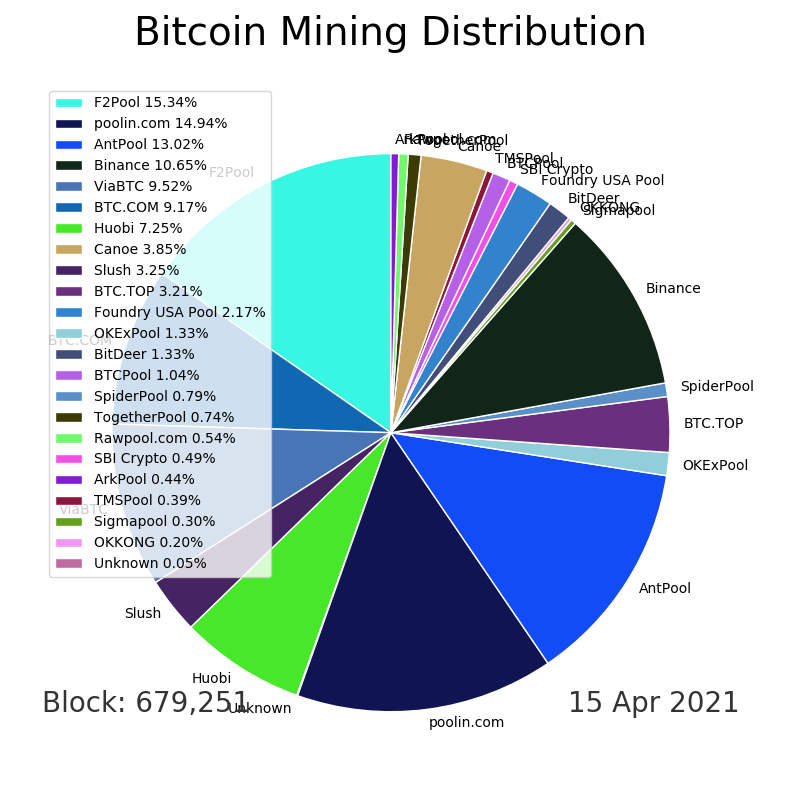 Bitcoin Mining Distribution
F2Pool 15.34%
poolin.com 14.94%
AntPool 13.02%
Binance 10.65%
ViaBTC 9.52%
BTC.COM 9.17%
Huobi 7.25%
Canoe 3.85%
Slush 3.25%
BTC.TOP 3.21%
Foundry USA Pool 2.17%
OKExPool 1.33%
BitDeer 1.33%
BTCPool 1.04%
SpiderPool 0.79%
TogetherPool 0.74%
Rawpool.com 0.54%
SBI Crypto 0.49%
ArkPool 0.44%
TMSPool 0.39%
Sigmapool 0.30%
OKKONG 0.20%
Unknown 0.05%
ArkPool
Rawpool.com
TogetherPool
Canoe
TMSPool
BTCPool
SBI Crypto
Foundry USA Pool
BitDeer
OKKONG
Sigmapool
Binance
SpiderPool
BTC.TOP
OKExPool
AntPool
poolin.com
Unknown
Huobi
Slush
ViaBTC
BTC.COM
F2Pool
Block: 679,251
15 Apr 2021